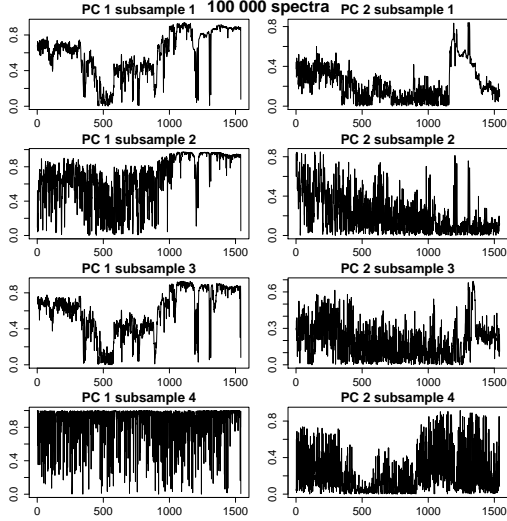 100 000 spectra
PC 1 subsample 1
PC 2 subsample 1
0.0 0.4 0.8
0 500 1000 1500
0.0 0.4 0.8
0 500 1000 1500
PC 1 subsample 2
PC 2 subsample 2
0.0 0.4 0.8
0 500 1000 1500
0.0 0.4 0.8
0 500 1000 1500
PC 1 subsample 3
PC 2 subsample 3
0.0 0.4 0.8
0 500 1000 1500
0.0 0.2 0.4 0.6
0 500 1000 1500
PC 1 subsample 4
PC 2 subsample 4
0.0 0.4 0.8
0 500 1000 1500
0.0 0.4 0.8
0 500 1000 1500